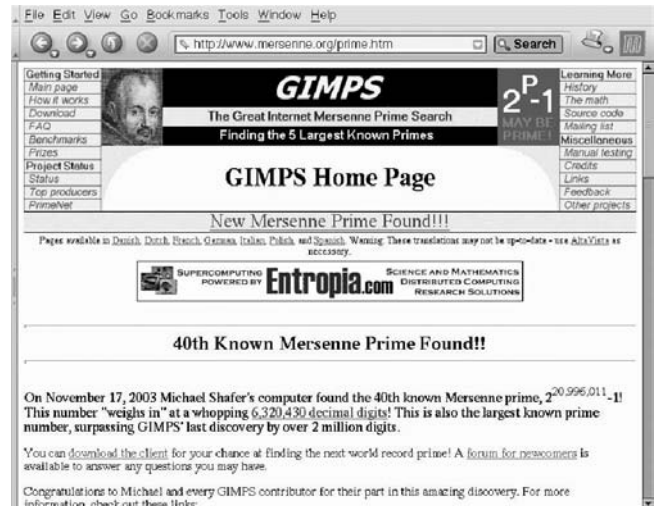 File Edit View Go Bookmarks Tools Window Help
http://www.mersenne.org/prime.htm Search
Getting Started
Main page
How it works
Download
FAQ
Benchmarks
Prizes
Project Status
Status
Top producers
PrimeNet
GIMPS
The Great Internet Mersenne Prime Search
Finding the 5 Largest Known Primes
2^P-1
MAY BE
PRIME!
Learning More
History
The math
Source code
Mailing list
Miscellaneous
Manual testing
Credits
Links
Feedback
Other projects
GIMPS Home Page
New Mersenne Prime Found!!!
Pages available in Danish, Dutch, French, German, Italian, Polish, and Spanish. Warning: These translations may not be up-to-date - use AltaVista as
necessary.
SUPERCOMPUTING
POWERED BY
Entropia.com
SCIENCE AND MATHEMATICS
DISTRIBUTED COMPUTING
RESEARCH SOLUTIONS
40th Known Mersenne Prime Found!!
On November 17, 2003 Michael Shafer's computer found the 40th known Mersenne prime, 2^20,996,011-1!
This number "weighs in" at a whopping 6,320,430 decimal digits! This is also the largest known prime
number, surpassing GIMPS' last discovery by over 2 million digits.
You can download the client for your chance at finding the next world record prime! A forum for newcomers is
available to answer any questions you may have.
Congratulations to Michael and every GIMPS contributor for their part in this amazing discovery. For more
information, check out these links: